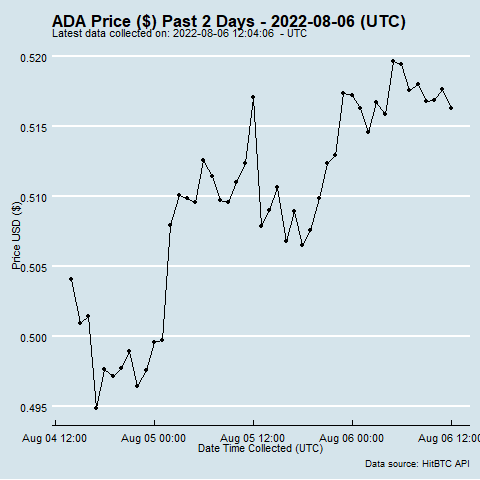 ADA Price ($) Past 2 Days - 2022-08-06 (UTC)
Latest data collected on: 2022-08-06 12:04:06 - UTC
0.520
0.515
0.510
0.505
0.500
0.495
Price USD ($)
Aug 04 12:00 Aug 05 00:00 Aug 05 12:00 Aug 06 00:00 Aug 06 12:00
Date Time Collected (UTC)
Data source: HitBTC API